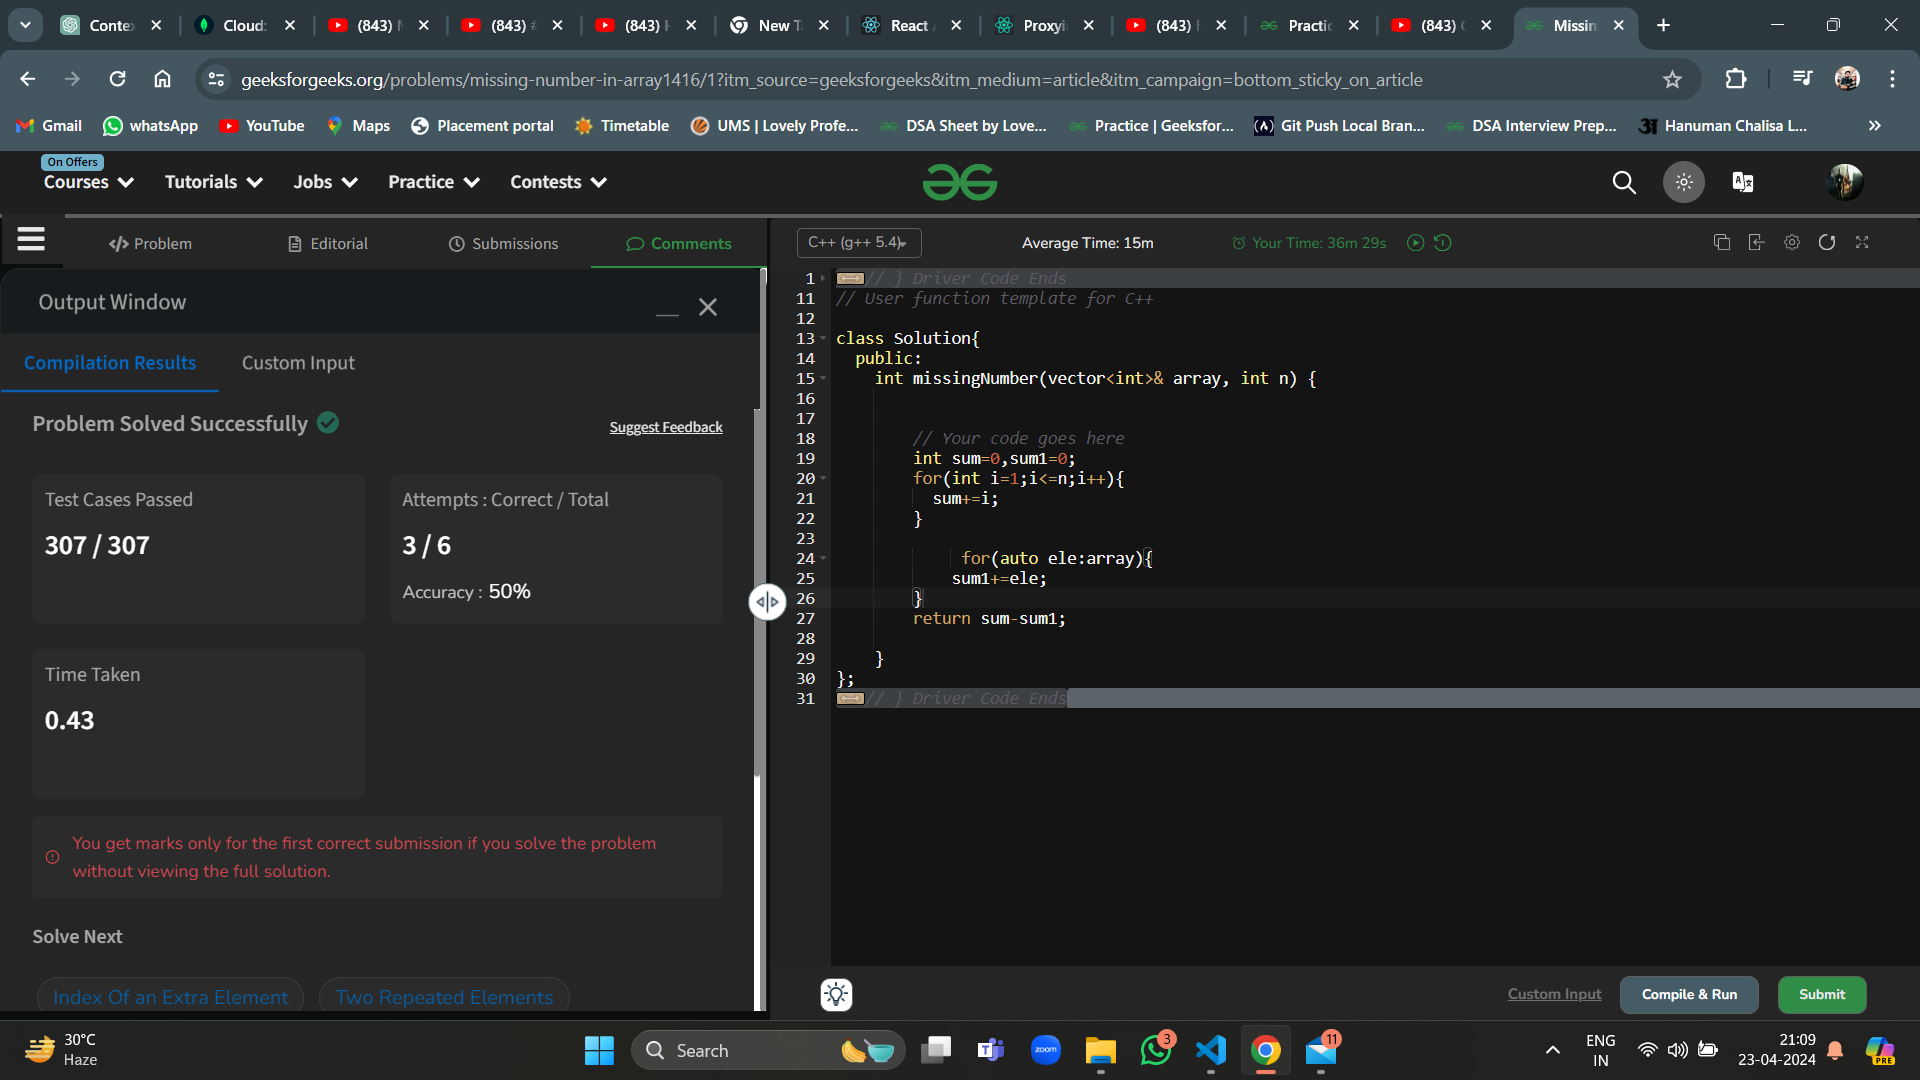 Conte
Cloud:
(843) 
(843) #
(843) 
New T
React
Proxyi
(843) 
Practic
(843) 
Missin
geeksforgeeks.org/problems/missing-number-in-array1416/1?itm_source=geeksforgeeks&itm_medium=article&itm_campaign=bottom_sticky_on_article
Gmail
whatsApp
YouTube
Maps
Placement portal
Timetable
UMS | Lovely Profe...
DSA Sheet by Love...
Practice | Geeksfor...
Git Push Local Bran...
DSA Interview Prep...
Hanuman Chalisa L...
On Offers
Courses
Tutorials
Jobs
Practice
Contests
Problem
Editorial
Submissions
Comments
C++ (g++ 5.4)
Average Time: 15m
Your Time: 36m 29s
Output Window
Compilation Results
Custom Input
Problem Solved Successfully
Suggest Feedback
Test Cases Passed
307 / 307
Attempts : Correct / Total
3 / 6
Accuracy : 50%
Time Taken
0.43
You get marks only for the first correct submission if you solve the problem
without viewing the full solution.
Solve Next
Index Of an Extra Element
Two Repeated Elements
1 // } Driver Code Ends
11 // User function template for C++
12
13 class Solution{
14 public:
15 int missingNumber(vector<int>& array, int n) {
16
17
18 // Your code goes here
19 int sum=0,sum1=0;
20 for(int i=1;i<=n;i++){
21 sum+=i;
22 }
23
24 for(auto ele:array){
25 sum1+=ele;
26 }
27 return sum-sum1;
28
29 }
30 };
31 // } Driver Code Ends
Custom Input
Compile & Run
Submit
30°C
Haze
Search
zoom
3
11
ENG
IN
21:09
23-04-2024
PRE